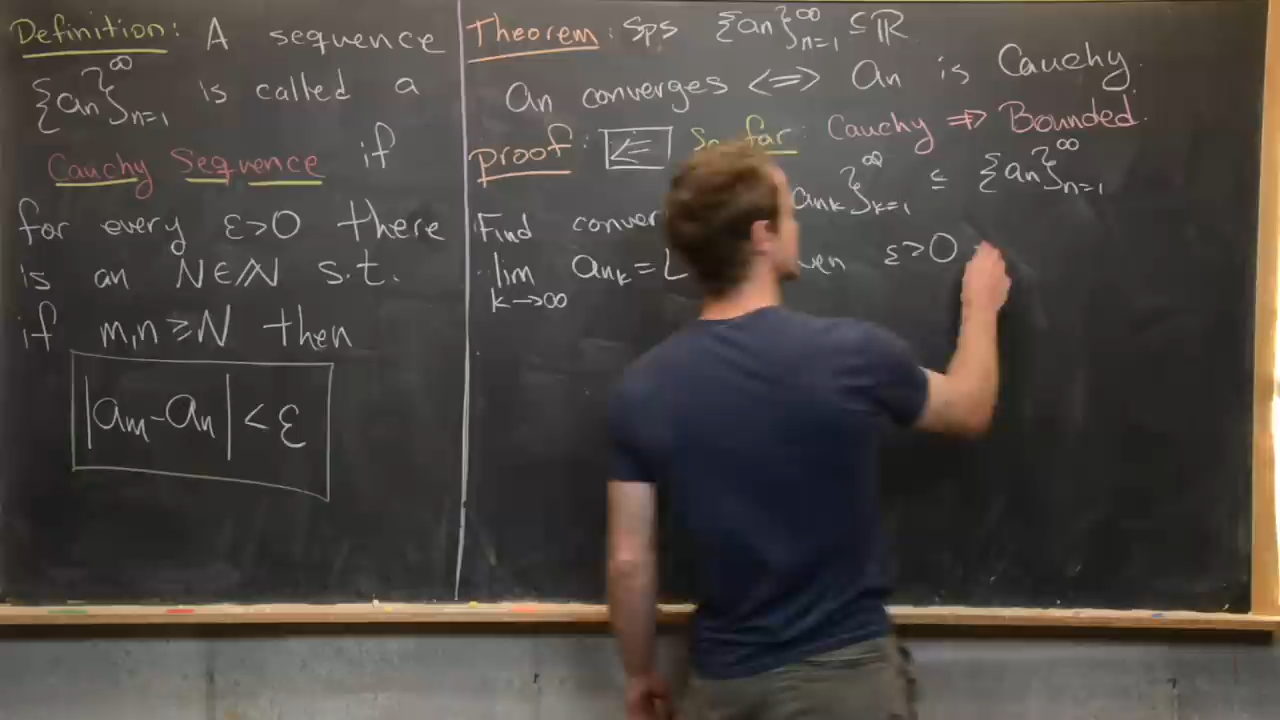 Definition: A sequence
{an}∞n=1 is called a
Cauchy Sequence if
for every ε>0 there
is an N∈ℕ s.t.
if m,n≥N then
|am-an|<ε
Theorem: Sps {an}∞n=1 ⊆ℝ
an converges <=> an is Cauchy.
proof: <= far: Cauchy => Bounded.
Find ank}∞k=1 ⊆ {an}∞n=1
lim k→∞ ank = L ε>0